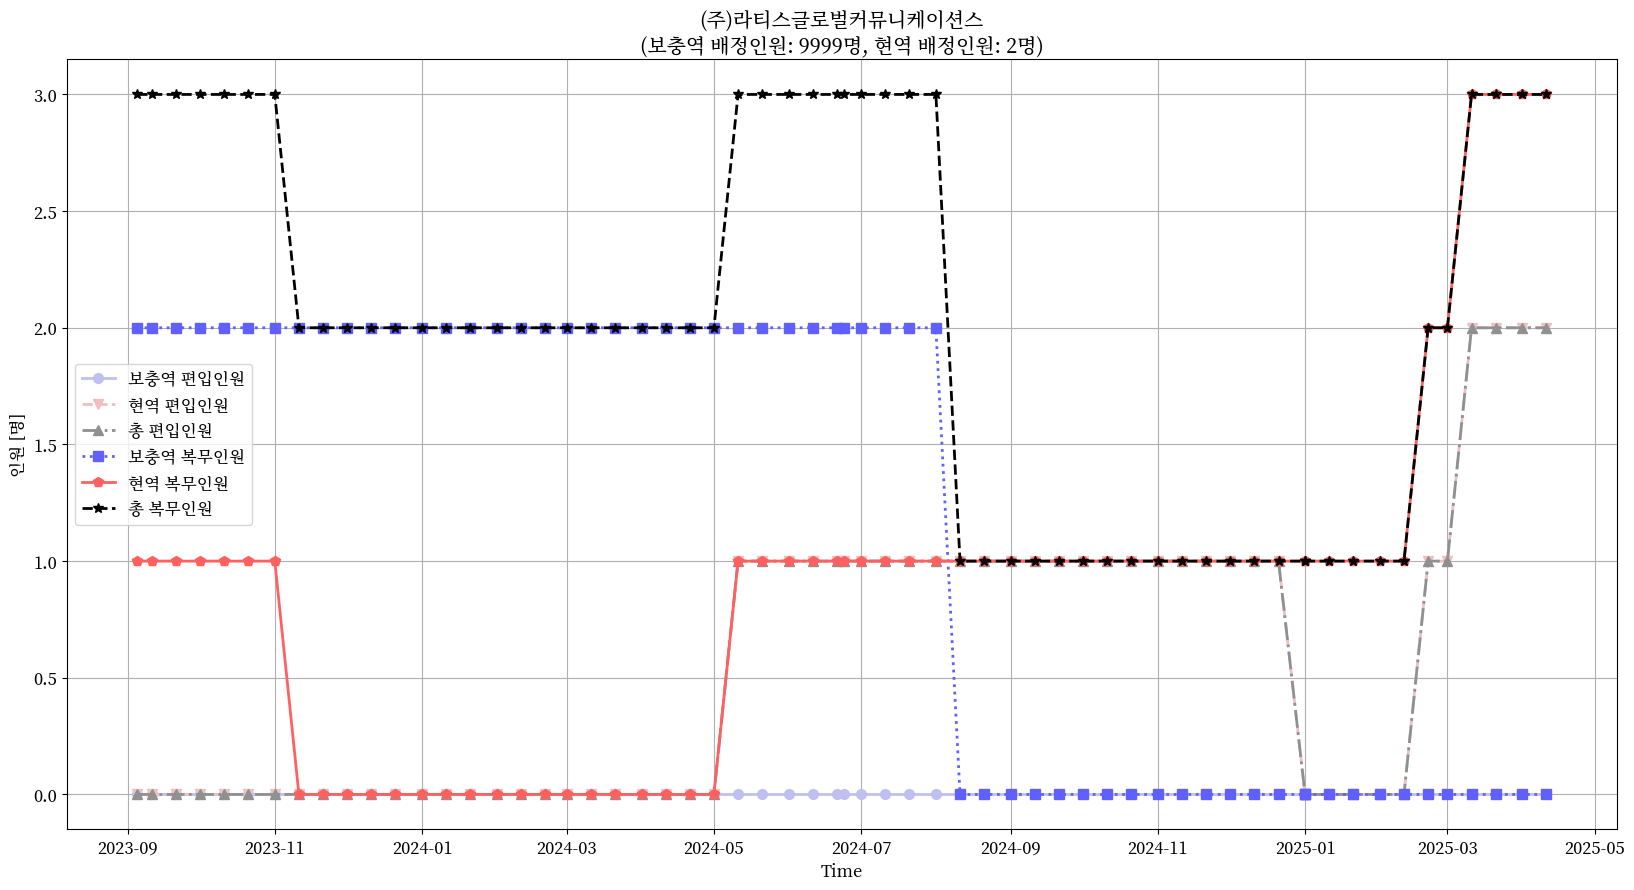 (주)라티스글로벌커뮤니케이션스
(보충역 배정인원: 9999명, 현역 배정인원: 2명)
인원 [명]
3.0
2.5
2.0
1.5
1.0
0.5
0.0
보충역 편입인원
현역 편입인원
총 편입인원
보충역 복무인원
현역 복무인원
총 복무인원
2023-09
2023-11
2024-01
2024-03
2024-05
2024-07
2024-09
2024-11
2025-01
2025-03
2025-05
Time